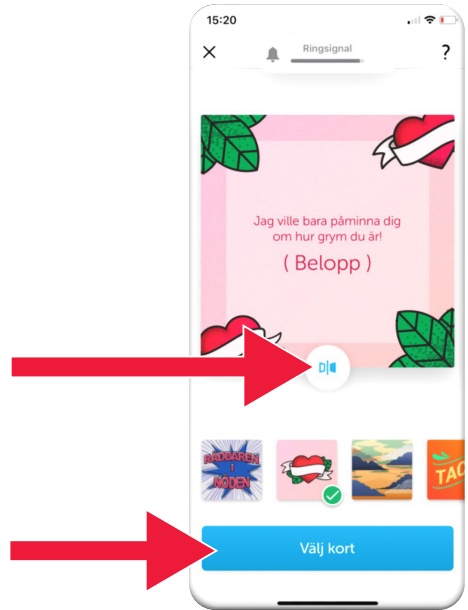 15:20
Ringsignal
?
Jag ville bara påminna dig
om hur grym du är!
( Belopp )
RÄDDAREN
I
NÖDEN
TAC
Välj kort